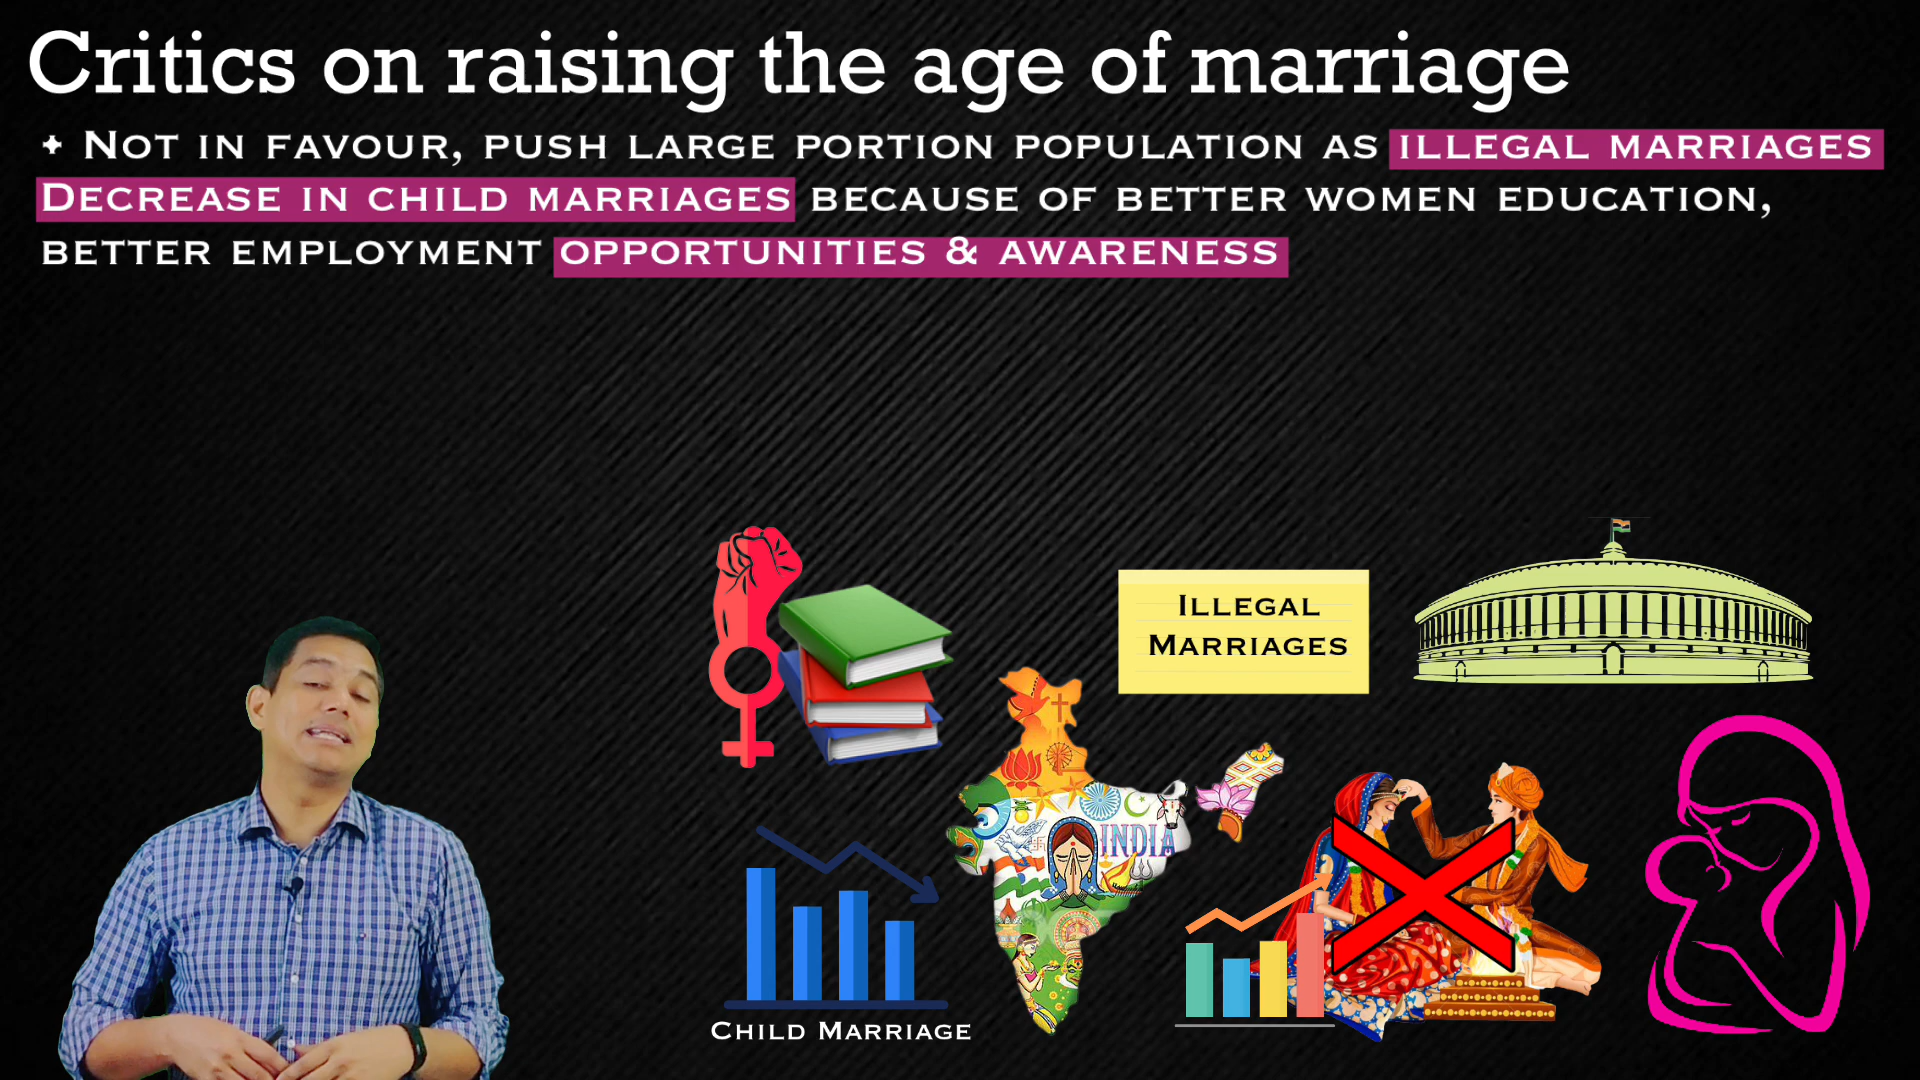 Critics on raising the age of marriage
Not in favour, push large portion population as illegal marriages
Decrease in child marriages because of better women education,
better employment opportunities & awareness
Illegal
Marriages
INDIA
Child Marriage